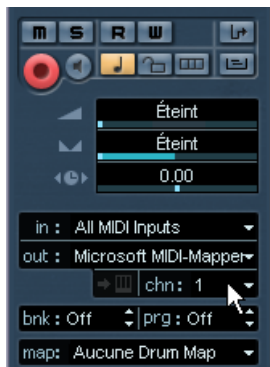 M S R W
Éteint
Éteint
0.00
in : All MIDI Inputs
out : Microsoft MIDI-Mapper
chn: 1
bnk : Off prg : Off
map: Aucune Drum Map